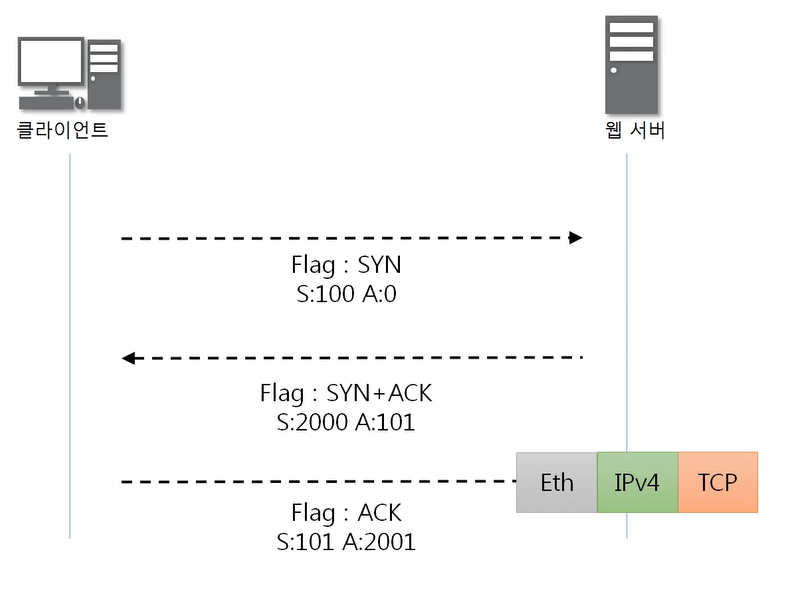 클라이언트
웹 서버
Flag : SYN
S:100 A:0
Flag : SYN+ACK
S:2000 A:101
Eth IPv4 TCP
Flag : ACK
S:101 A:2001